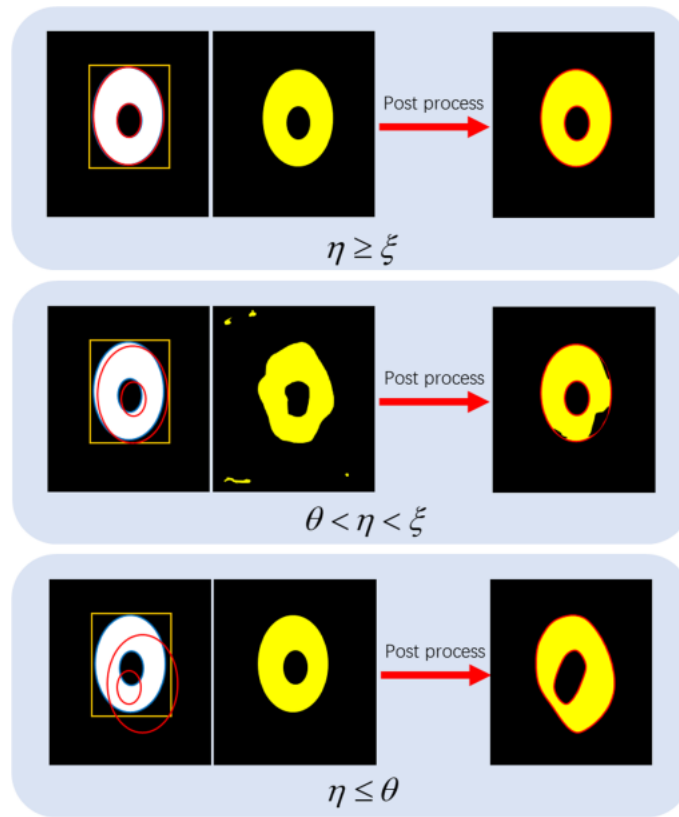 Post process
η ≥ ξ
Post process
θ < η < ξ
Post process
η ≤ θ